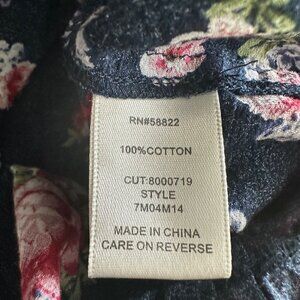 RN#58822
100%COTTON
CUT:8000719
STYLE
7M04M14
MADE IN CHINA
CARE ON REVERSE